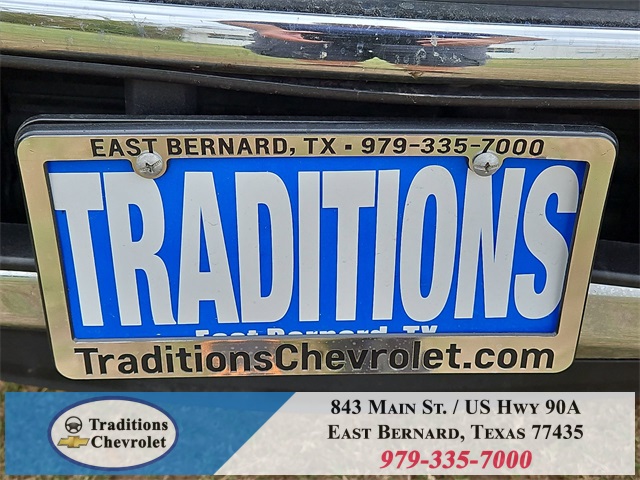 EAST BERNARD, TX • 979-335-7000
TRADITIONS
East Bernard, TX
TraditionsChevrolet.com
Traditions
Chevrolet
843 Main St. / US Hwy 90A
East Bernard, Texas 77435
979-335-7000